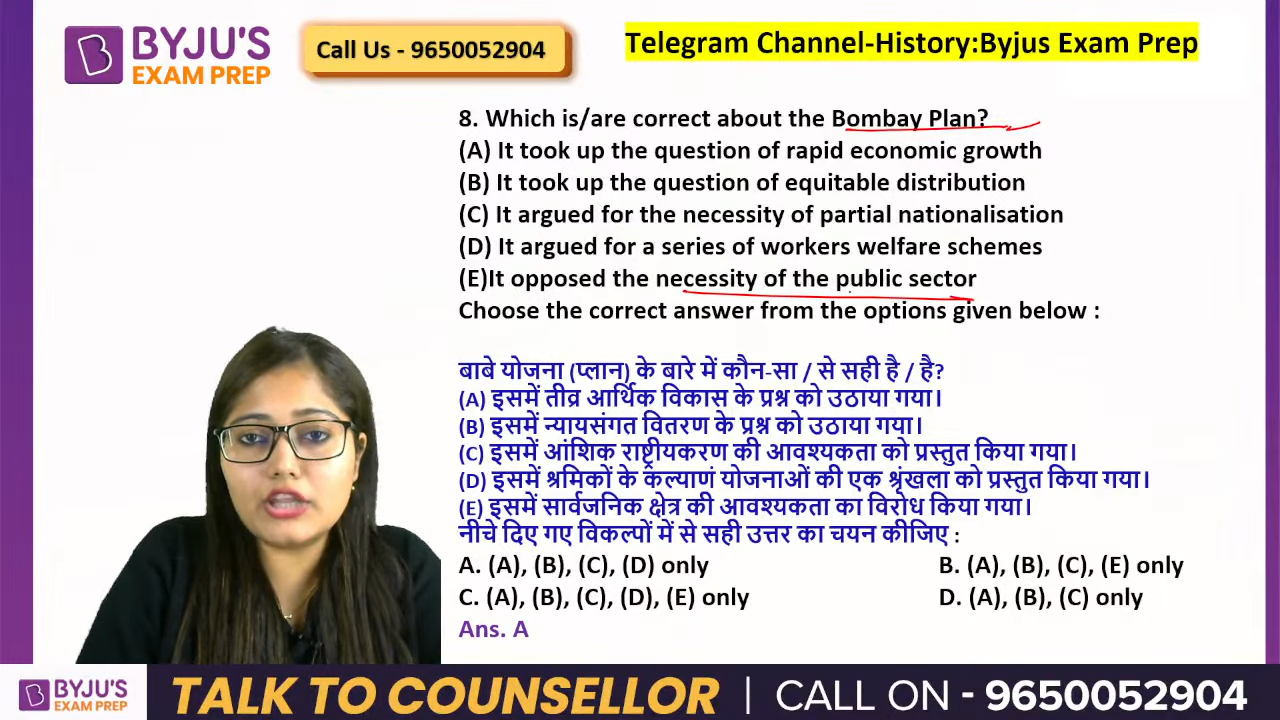 BYJU'S
EXAM PREP
Call Us - 9650052904
Telegram Channel-History:Byjus Exam Prep
8. Which is/are correct about the Bombay Plan?
(A) It took up the question of rapid economic growth
(B) It took up the question of equitable distribution
(C) It argued for the necessity of partial nationalisation
(D) It argued for a series of workers welfare schemes
(E)It opposed the necessity of the public sector
Choose the correct answer from the options given below :
बाबे योजना (प्लान) के बारे में कौन-सा / से सही है / है?
(A) इसमें तीव्र आर्थिक विकास के प्रश्न को उठाया गया।
(B) इसमें न्यायसंगत वितरण के प्रश्न को उठाया गया।
(C) इसमें आंशिक राष्ट्रीयकरण की आवश्यकता को प्रस्तुत किया गया।
(D) इसमें श्रमिकों के कल्याणं योजनाओं की एक श्रृंखला को प्रस्तुत किया गया।
(E) इसमें सार्वजनिक क्षेत्र की आवश्यकता का विरोध किया गया।
नीचे दिए गए विकल्पों में से सही उत्तर का चयन कीजिए :
A. (A), (B), (C), (D) only B. (A), (B), (C), (E) only
C. (A), (B), (C), (D), (E) only D. (A), (B), (C) only
Ans. A
BYJU'S
EXAM PREP
TALK TO COUNSELLOR | CALL ON - 9650052904